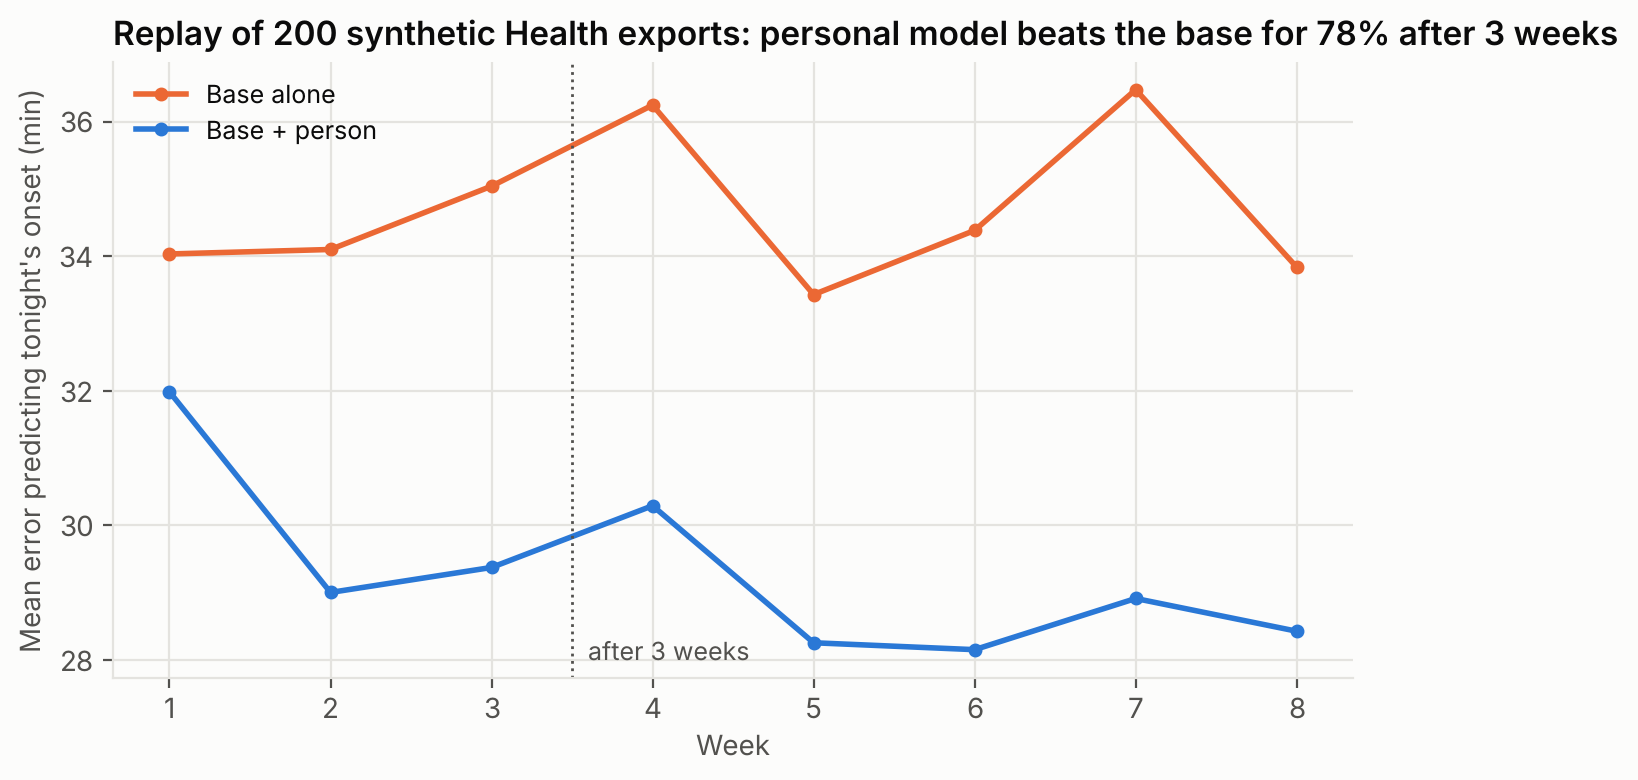 Replay of 200 synthetic Health exports: personal model beats the base for 78% after 3 weeks
Base alone
Base + person
Mean error predicting tonight's onset (min)
36
34
32
30
28
after 3 weeks
1 2 3 4 5 6 7 8
Week